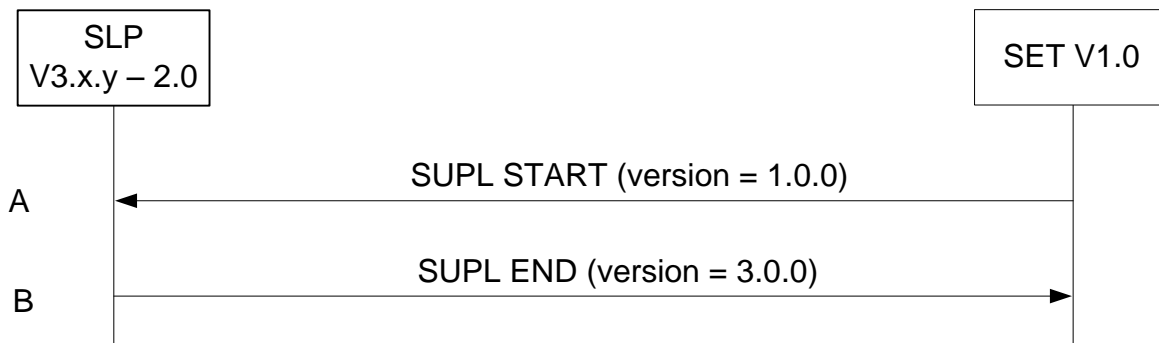 SLP
V3.x.y – 2.0
SET V1.0
SUPL START (version = 1.0.0)
A
SUPL END (version = 3.0.0)
B